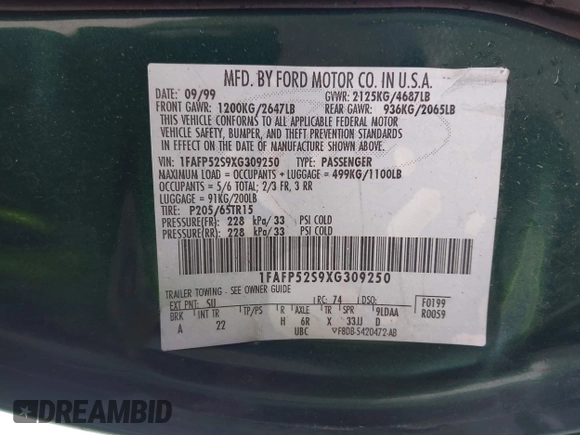 MFD. BY FORD MOTOR CO. IN U.S.A.
DATE: 09/99 GVWR: 2125KG/4687LB
FRONT GAWR: 1200KG/2647LB REAR GAWR: 936KG/2065LB
THIS VEHICLE CONFORMS TO ALL APPLICABLE FEDERAL MOTOR
VEHICLE SAFETY, BUMPER, AND THEFT PREVENTION STANDARDS
IN EFFECT ON THE DATE OF MANUFACTURE SHOWN ABOVE.
VIN: 1FAFP52S9XG309250 TYPE: PASSENGER
MAXIMUM LOAD = OCCUPANTS + LUGGAGE = 499KG/1100LB
OCCUPANTS = 5/6 TOTAL: 2/3 FR, 3 RR
LUGGAGE = 91KG/200LB
TIRE: P205/65TR15
PRESSURE(FR): 228 kPa/33 PSI COLD
PRESSURE(RR): 228 kPa/33 PSI COLD
1FAFP52S9XG309250
TRAILER TOWING - SEE OWNER GUIDE
EXT PNT: SU RC: 74 DSO: F0199
BRK INT TR TP/PS R AXLE TR SPR 9LDAA R0059
A 22 H 6R X 33JJ D
UBC F8DB-5420472-AB
DREAMBID